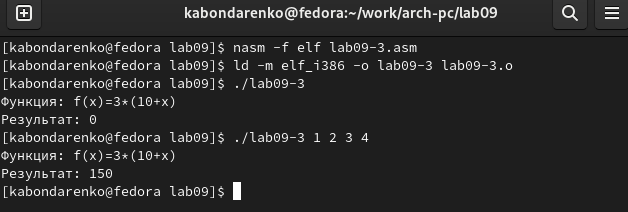 kabondarenko@fedora:~/work/arch-pc/lab09
[kabondarenko@fedora lab09]$ nasm -f elf lab09-3.asm
[kabondarenko@fedora lab09]$ ld -m elf_i386 -o lab09-3 lab09-3.o
[kabondarenko@fedora lab09]$ ./lab09-3
Функция: f(x)=3*(10+x)
Результат: 0
[kabondarenko@fedora lab09]$ ./lab09-3 1 2 3 4
Функция: f(x)=3*(10+x)
Результат: 150
[kabondarenko@fedora lab09]$